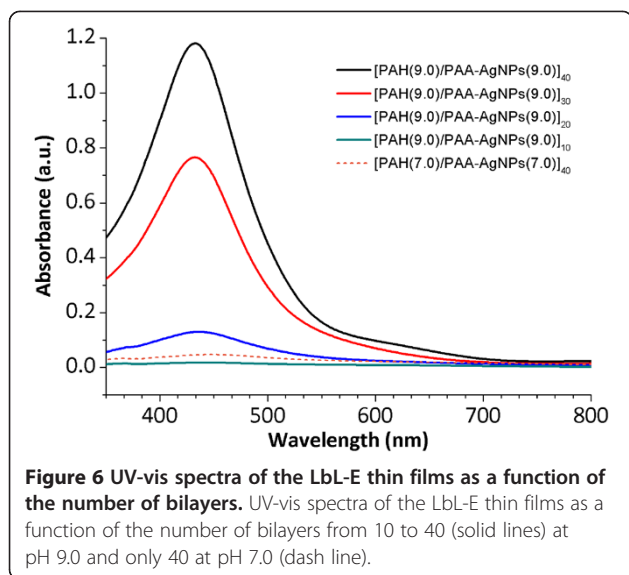 1.2
1.0
0.8
0.6
0.4
0.2
0.0
Absorbance (a.u.)
[PAH(9.0)/PAA-AgNPs(9.0)]40
[PAH(9.0)/PAA-AgNPs(9.0)]30
[PAH(9.0)/PAA-AgNPs(9.0)]20
[PAH(9.0)/PAA-AgNPs(9.0)]10
[PAH(7.0)/PAA-AgNPs(7.0)]40
400 500 600 700 800
Wavelength (nm)
Figure 6 UV-vis spectra of the LbL-E thin films as a function of
the number of bilayers. UV-vis spectra of the LbL-E thin films as a
function of the number of bilayers from 10 to 40 (solid lines) at
pH 9.0 and only 40 at pH 7.0 (dash line).